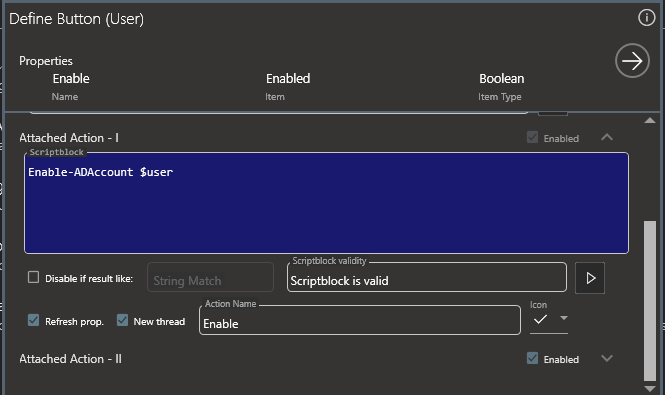 Define Button (User)
Properties
Enable Enabled Boolean
Name Item Item Type
Attached Action - I Enabled
Scriptblock
Enable-ADAccount $user
Scriptblock validity
Disable if result like: String Match Scriptblock is valid
Action Name Icon
Refresh prop. New thread Enable
Attached Action - II Enabled